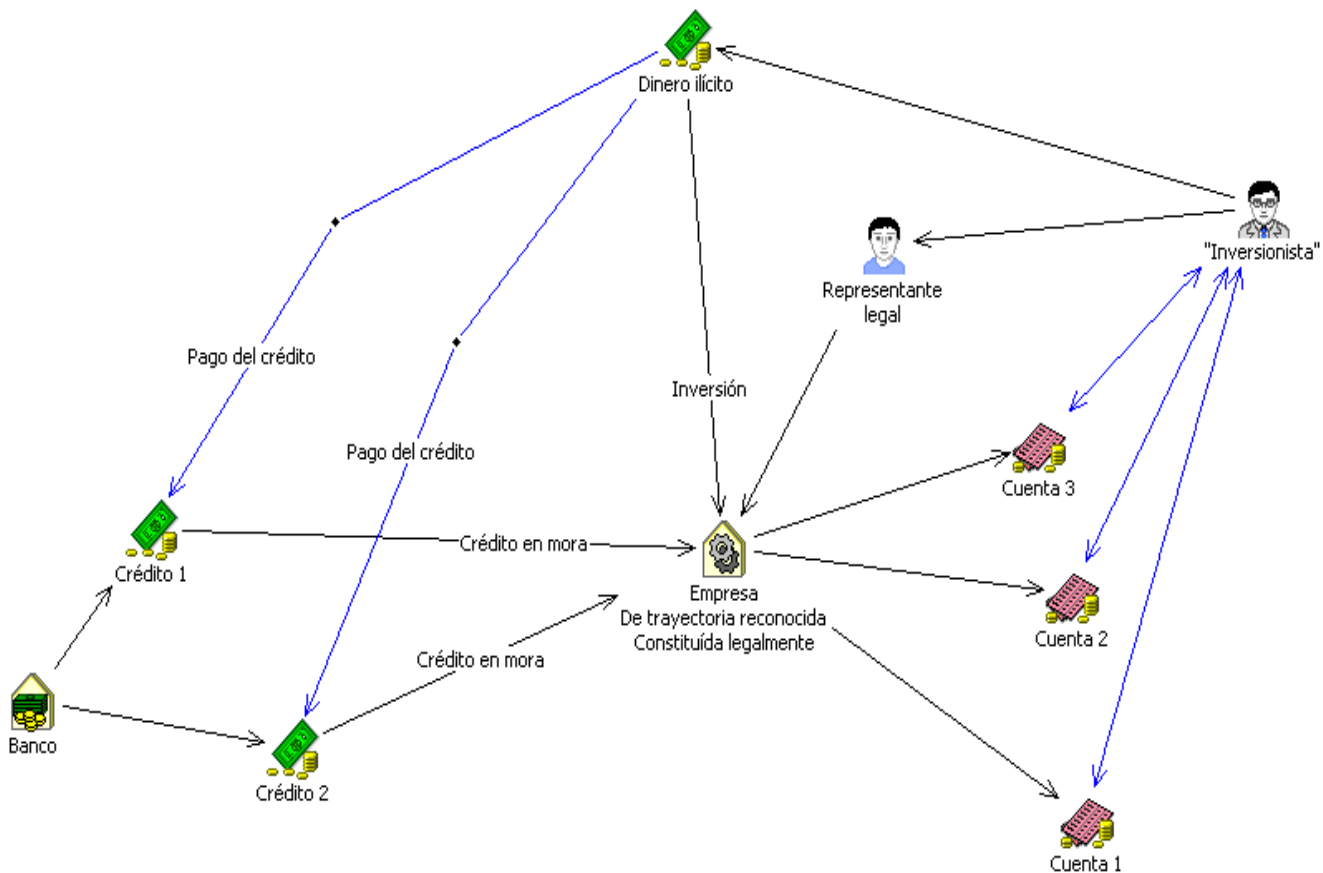 Dinero ilícito
"Inversionista"
Representante
legal
Pago del crédito
Inversión
Pago del crédito
Cuenta 3
Crédito en mora
Crédito 1
Empresa
De trayectoria reconocida
Constituída legalmente
Cuenta 2
Crédito en mora
Banco
Crédito 2
Cuenta 1